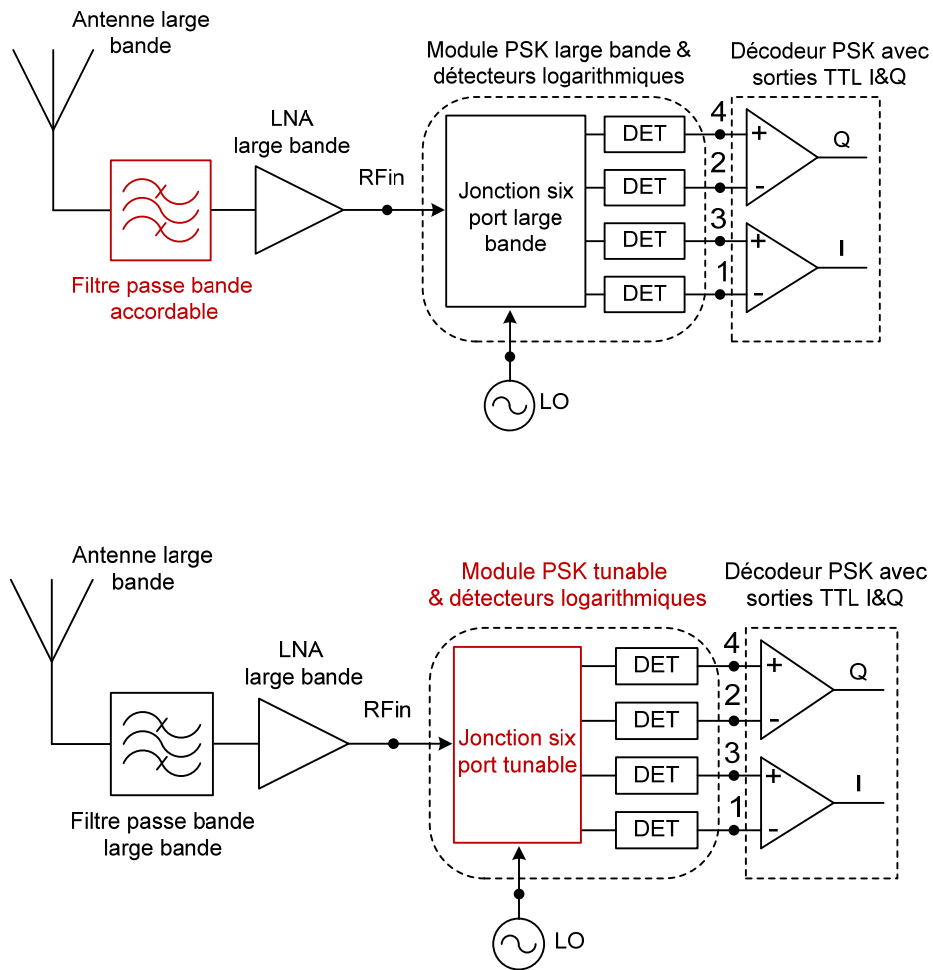 Antenne large
bande
Module PSK large bande &
détecteurs logarithmiques
Décodeur PSK avec
sorties TTL I&Q
LNA
large bande
RFin
Jonction six
port large
bande
DET
DET
DET
DET
4
2
3
1
+
-
+
-
Q
I
Filtre passe bande
accordable
LO
Antenne large
bande
Module PSK tunable
& détecteurs logarithmiques
Décodeur PSK avec
sorties TTL I&Q
LNA
large bande
RFin
Jonction six
port tunable
DET
DET
DET
DET
4
2
3
1
+
-
+
-
Q
I
Filtre passe bande
large bande
LO